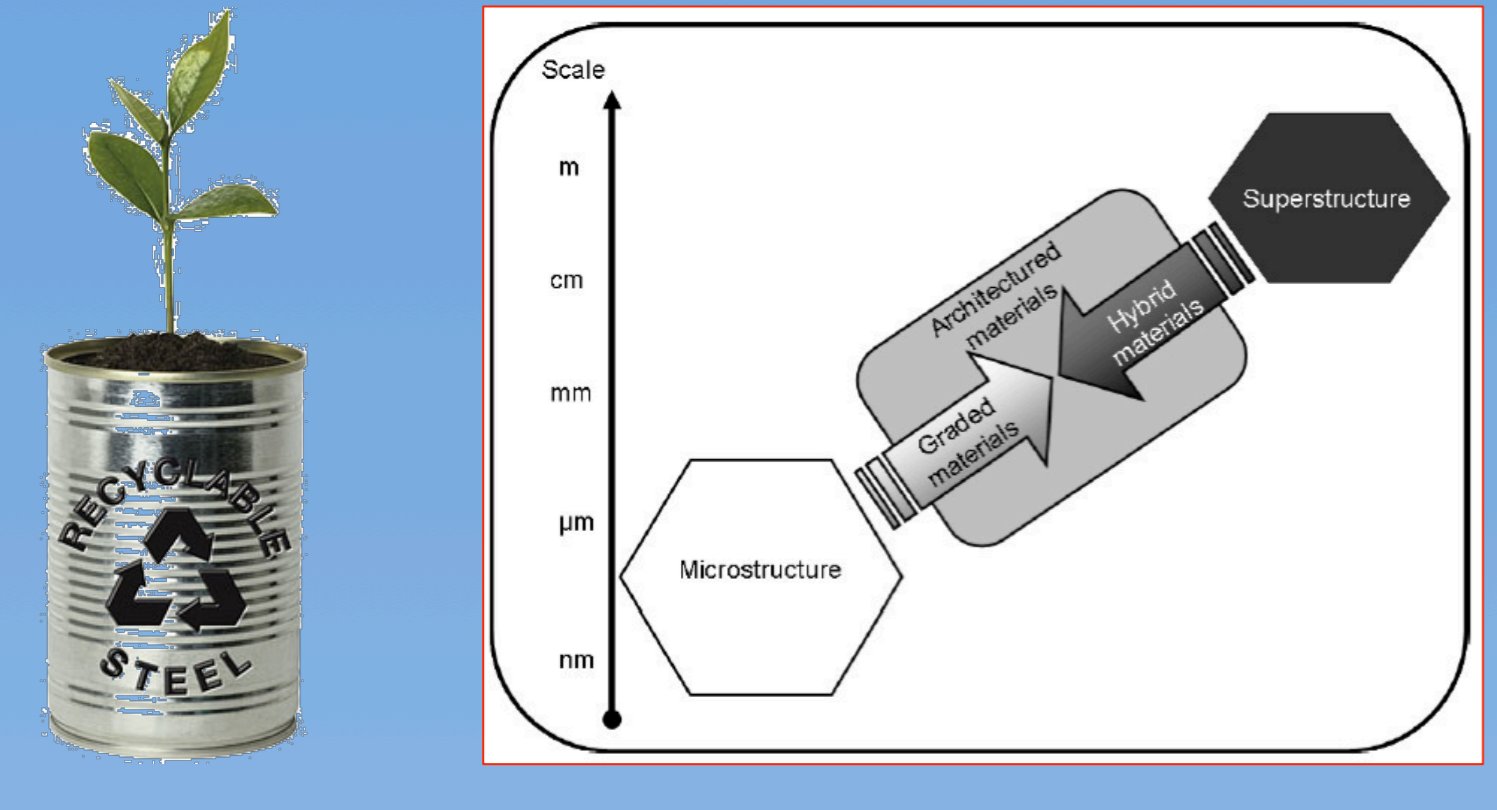 RECYCLABLE
STEEL
Scale
m
cm
mm
μm
nm
Superstructure
Architectured
materials
Hybrid
materials
Graded
materials
Microstructure